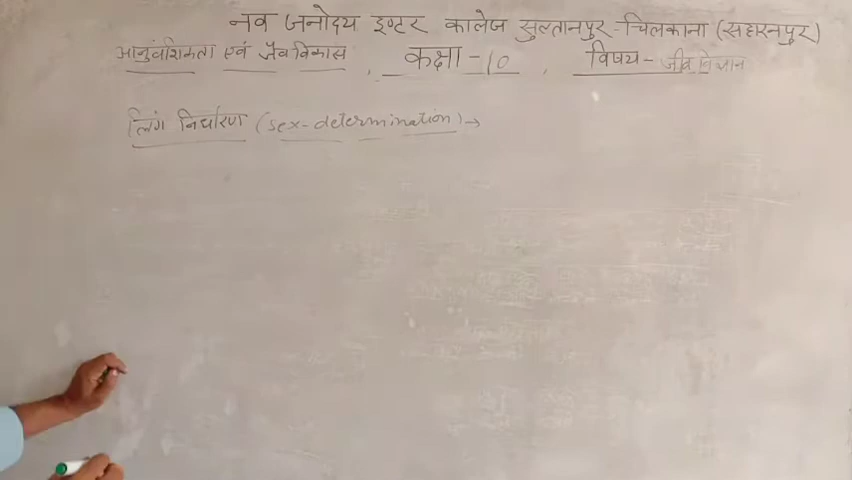 नव जनोदय इण्टर कालेज सुल्तानपुर-चिलकाना (सहारनपुर)
आनुवंशिकता एवं जैव विकास, कक्षा-10, विषय- जीव विज्ञान
लिंग निर्धारण (sex-determination)→